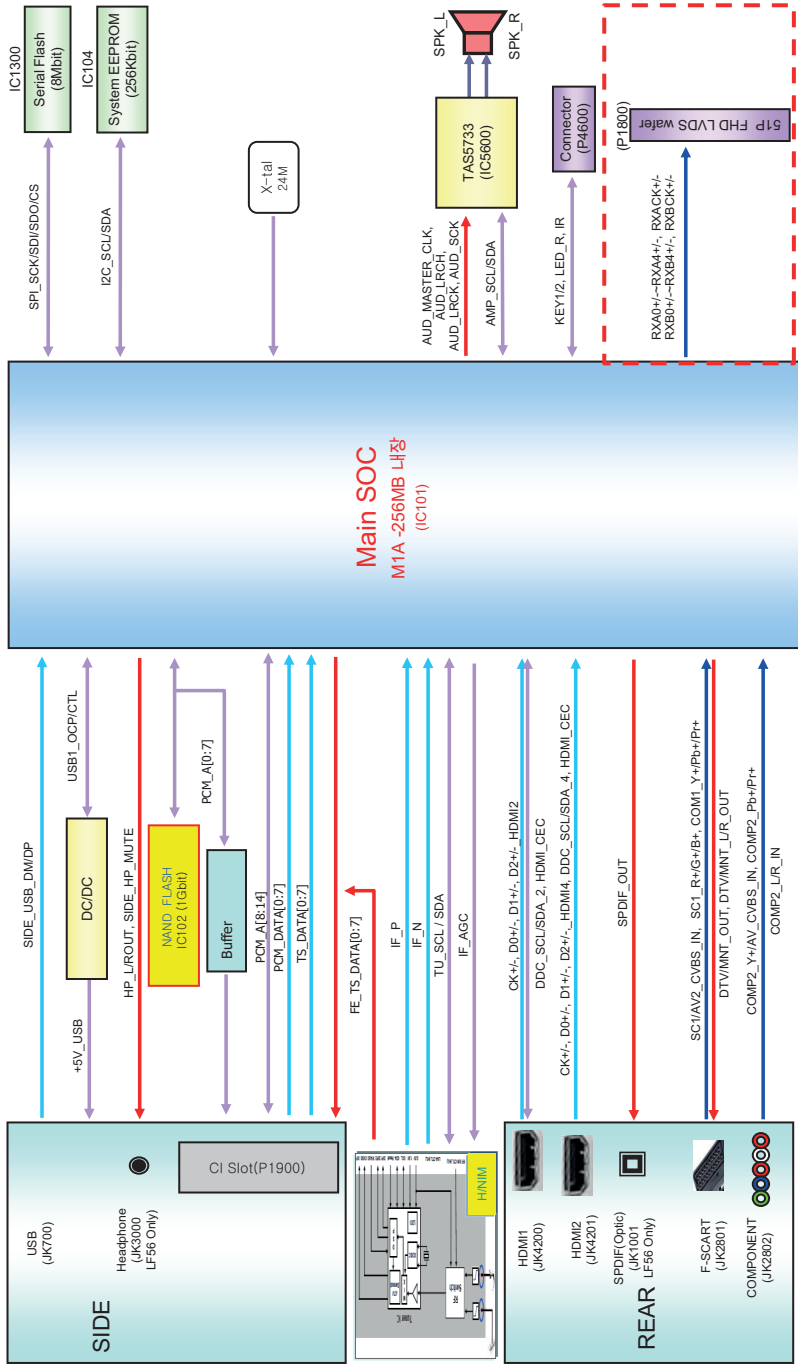 IC1300
Serial Flash
(8Mbit)
IC104
System EEPROM
(256Kbit)
SPI_SCK/SDI/SDO/CS
I2C_SCL/SDA
X-tal
24M
SPK_L
SPK_R
TAS5733
(IC5600)
AUD_MASTER_CLK,
AUD_LRCH,
AUD_LRCK, AUD_SCK
AMP_SCL/SDA
Connector
(P4600)
KEY1/2, LED_R, IR
(P1800)
51P FHD LVDS wafer
RXA0+/-~RXA4+/-, RXACK+/-
RXB0+/-~RXB4+/-, RXBCK+/-
Main SOC
M1A -256MB 내장
(IC101)
SIDE_USB_DM/DP
USB1_OCP/CTL
DC/DC
+5V_USB
HP_L/ROUT, SIDE_HP_MUTE
NAND FLASH
IC102 (1Gbit)
PCM_A[0:7]
Buffer
PCM_A[8:14]
PCM_DATA[0:7]
TS_DATA[0:7]
FE_TS_DATA[0:7]
IF_P
IF_N
TU_SCL / SDA
IF_AGC
CK+/-, D0+/-, D1+/-, D2+/-_HDMI2
DDC_SCL/SDA_2, HDMI_CEC
CK+/-, D0+/-, D1+/-, D2+/-_HDMI4, DDC_SCL/SDA_4, HDMI_CEC
SPDIF_OUT
SC1/AV2_CVBS_IN, SC1_R+/G+/B+, COM1_Y+/Pb+/Pr+
DTV/MNT_OUT, DTV/MNT_L/R_OUT
COMP2_Y+/AV_CVBS_IN, COMP2_Pb+/Pr+
COMP2_L/R_IN
SIDE
USB
(JK700)
Headphone
(JK3000
LF56 Only)
CI Slot(P1900)
H/NIM
Tuner IC
RF
Switch
REAR
HDMI1
(JK4200)
HDMI2
(JK4201)
SPDIF(Optic)
(JK1001
LF56 Only)
F-SCART
(JK2801)
COMPONENT
(JK2802)